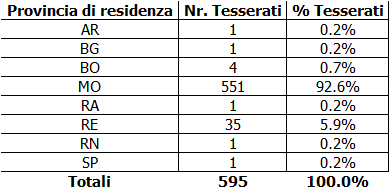 Provincia di residenza Nr. Tesserati % Tesserati
AR 1 0.2%
BG 1 0.2%
BO 4 0.7%
MO 551 92.6%
RA 1 0.2%
RE 35 5.9%
RN 1 0.2%
SP 1 0.2%
Totali 595 100.0%